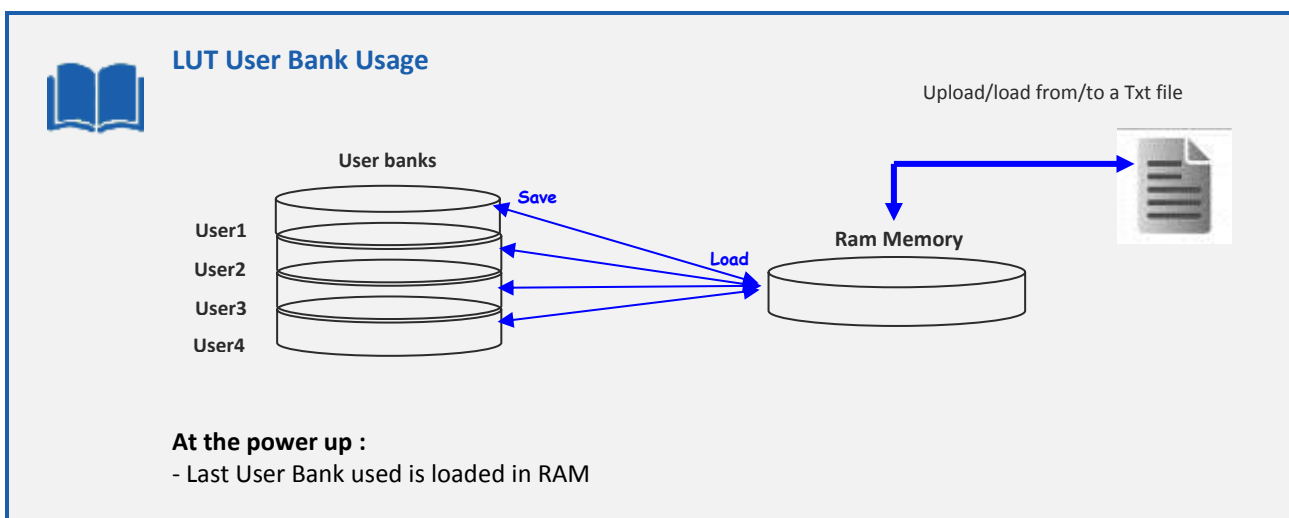 LUT User Bank Usage
Upload/load from/to a Txt file
User banks
Save
User1
Ram Memory
Load
User2
User3
User4
At the power up :
- Last User Bank used is loaded in RAM